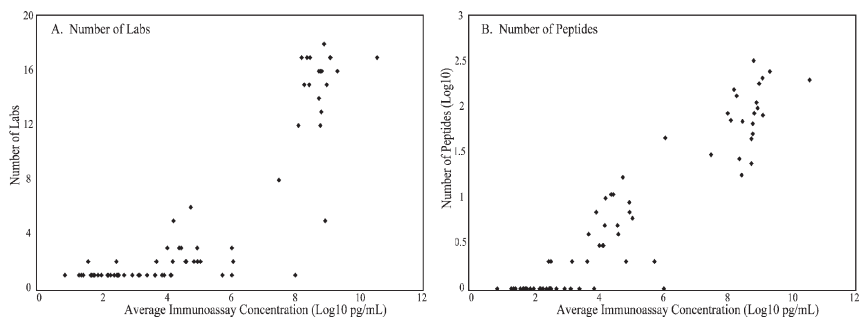 A. Number of Labs
20
16
12
8
4
0
Number of Labs
0 2 4 6 8 10 12
Average Immunoassay Concentration (Log10 pg/mL)
B. Number of Peptides
3
2.5
2
1.5
1
0.5
0
Number of Peptides (Log10)
0 2 4 6 8 10 12
Average Immunoassay Concentration (Log10 pg/mL)